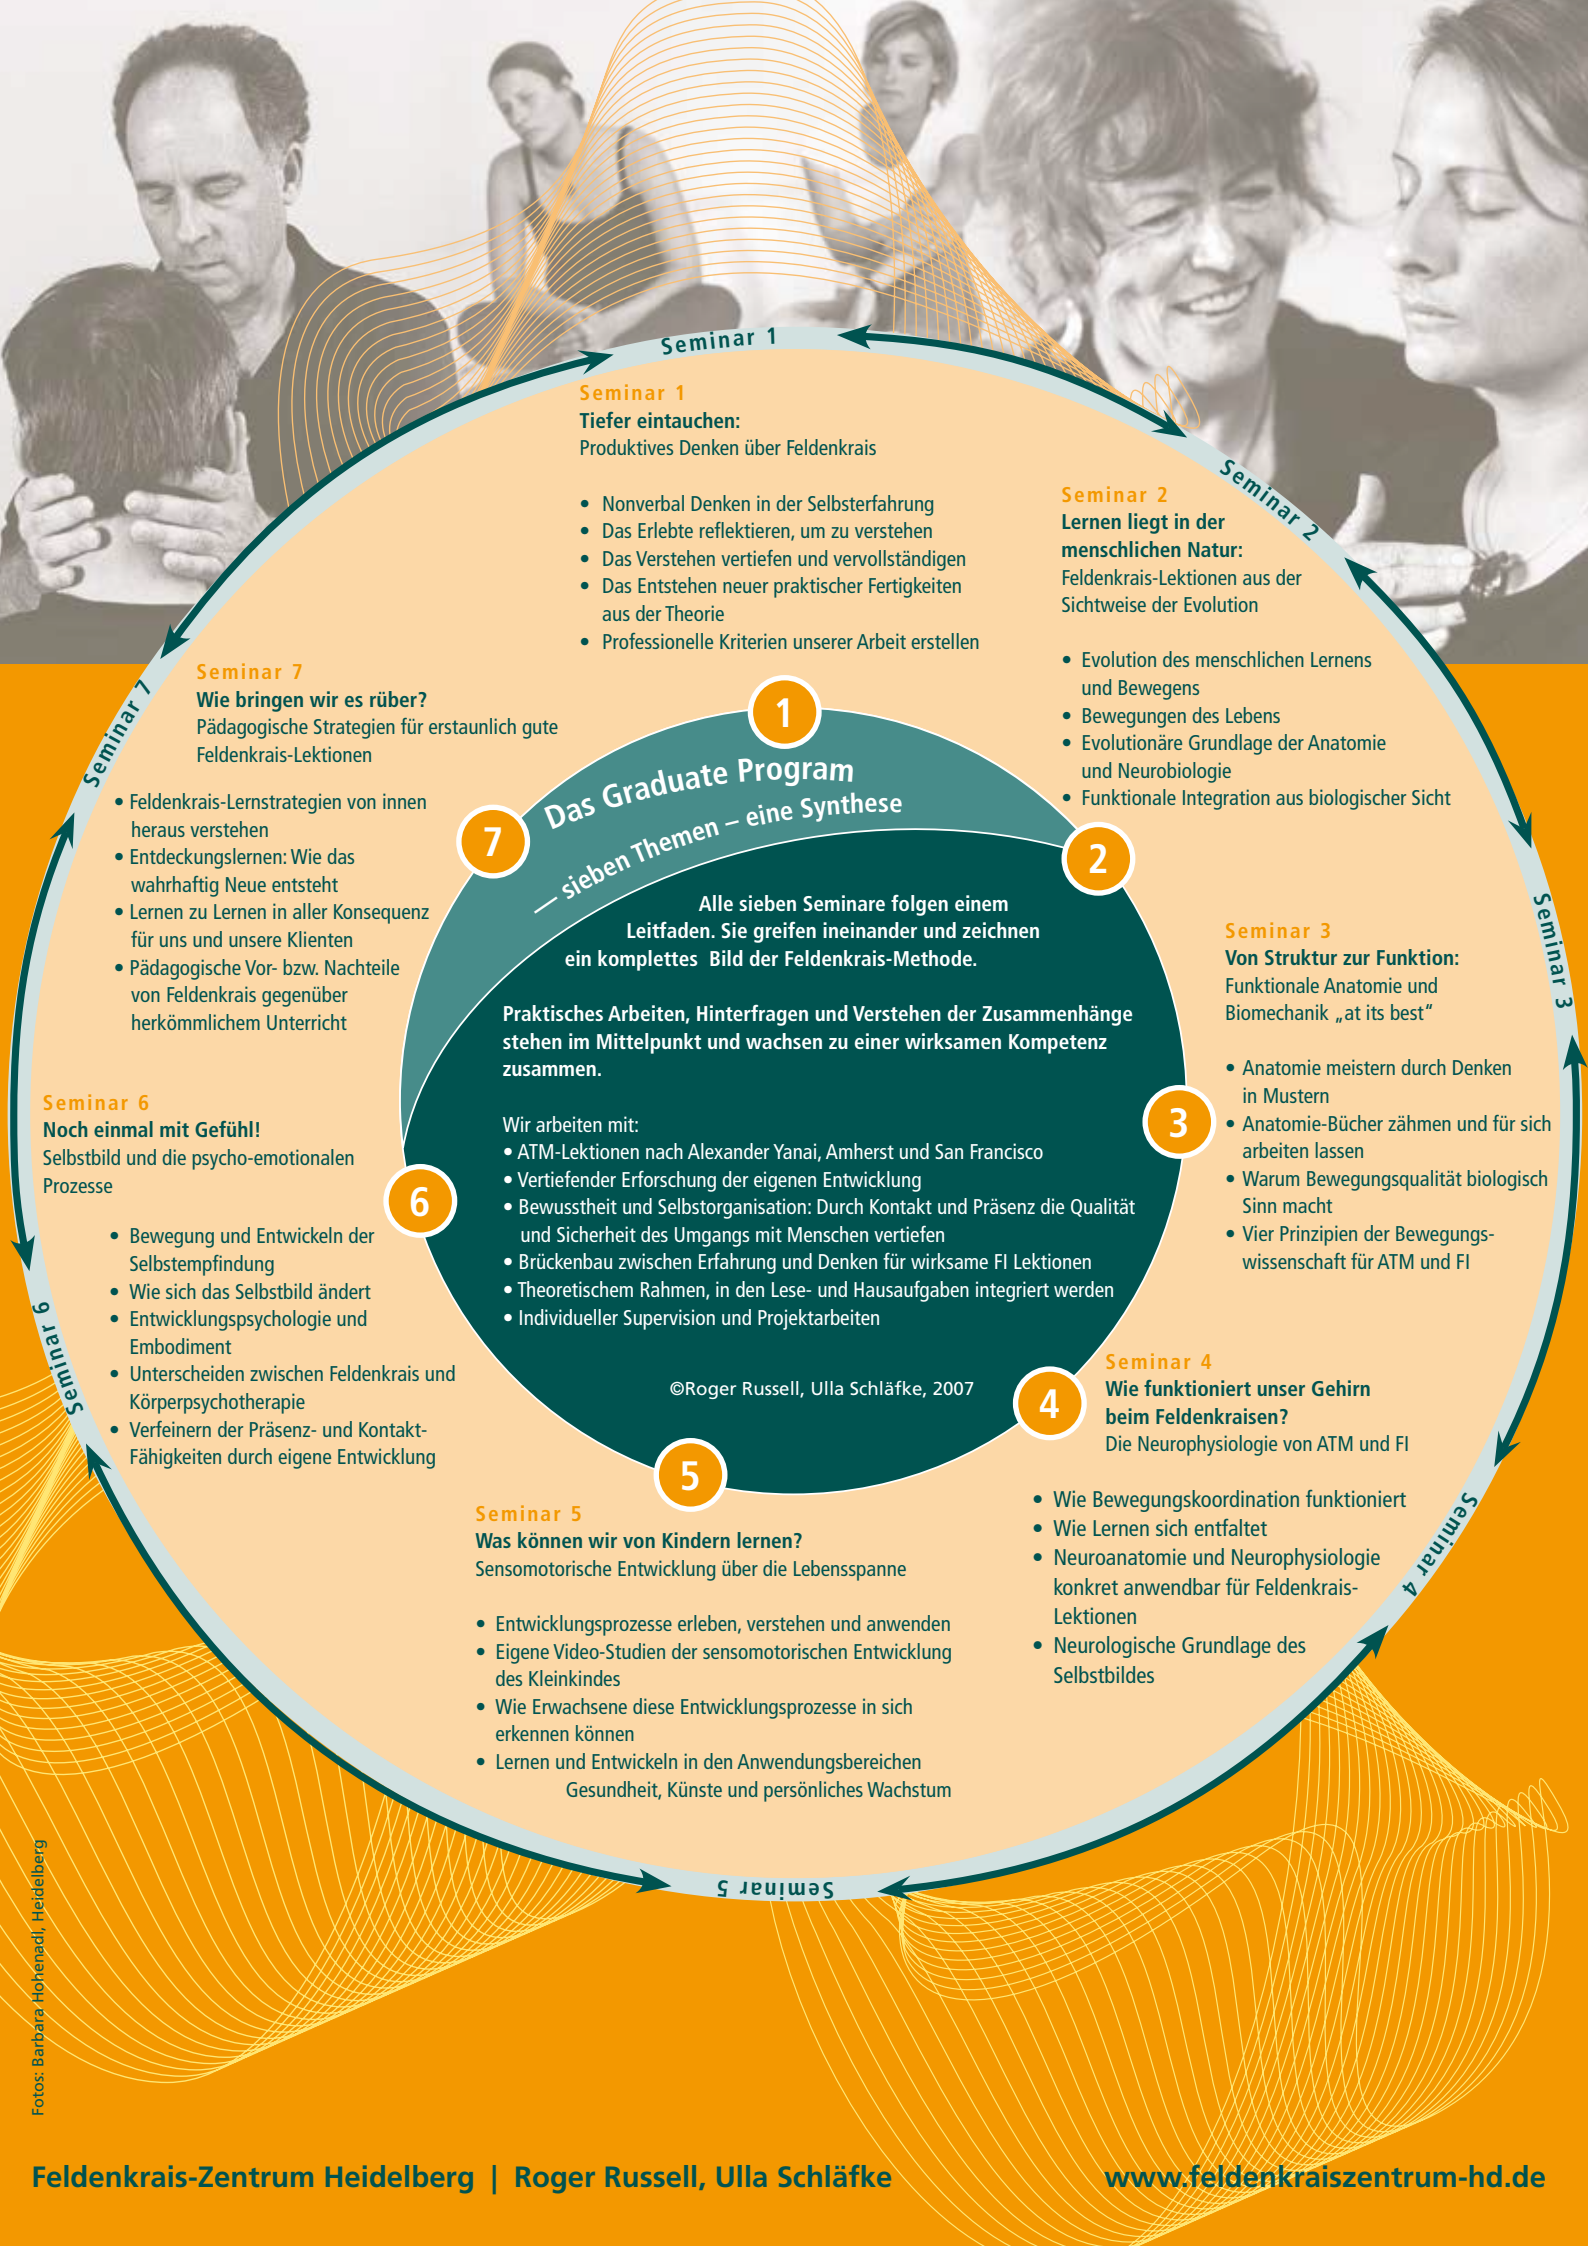 Seminar 1
Seminar 1
Tiefer eintauchen:
Produktives Denken über Feldenkrais
• Nonverbal Denken in der Selbsterfahrung
• Das Erlebte reflektieren, um zu verstehen
• Das Verstehen vertiefen und vervollständigen
• Das Entstehen neuer praktischer Fertigkeiten
aus der Theorie
• Professionelle Kriterien unserer Arbeit erstellen
Seminar 2
Seminar 2
Lernen liegt in der
menschlichen Natur:
Feldenkrais-Lektionen aus der
Sichtweise der Evolution
• Evolution des menschlichen Lernens
und Bewegens
• Bewegungen des Lebens
• Evolutionäre Grundlage der Anatomie
und Neurobiologie
• Funktionale Integration aus biologischer Sicht
Seminar 3
Seminar 3
Von Struktur zur Funktion:
Funktionale Anatomie und
Biomechanik „at its best“
• Anatomie meistern durch Denken
in Mustern
• Anatomie-Bücher zähmen und für sich
arbeiten lassen
• Warum Bewegungsqualität biologisch
Sinn macht
• Vier Prinzipien der Bewegungs-
wissenschaft für ATM und FI
Seminar 4
Seminar 4
Wie funktioniert unser Gehirn
beim Feldenkraisen?
Die Neurophysiologie von ATM und FI
• Wie Bewegungskoordination funktioniert
• Wie Lernen sich entfaltet
• Neuroanatomie und Neurophysiologie
konkret anwendbar für Feldenkrais-
Lektionen
• Neurologische Grundlage des
Selbstbildes
Seminar 5
Seminar 5
Was können wir von Kindern lernen?
Sensomotorische Entwicklung über die Lebensspanne
• Entwicklungsprozesse erleben, verstehen und anwenden
• Eigene Video-Studien der sensomotorischen Entwicklung
des Kleinkindes
• Wie Erwachsene diese Entwicklungsprozesse in sich
erkennen können
• Lernen und Entwickeln in den Anwendungsbereichen
Gesundheit, Künste und persönliches Wachstum
Seminar 6
Seminar 6
Noch einmal mit Gefühl!
Selbstbild und die psycho-emotionalen
Prozesse
• Bewegung und Entwickeln der
Selbstempfindung
• Wie sich das Selbstbild ändert
• Entwicklungspsychologie und
Embodiment
• Unterscheiden zwischen Feldenkrais und
Körperpsychotherapie
• Verfeinern der Präsenz- und Kontakt-
Fähigkeiten durch eigene Entwicklung
Seminar 7
Seminar 7
Wie bringen wir es rüber?
Pädagogische Strategien für erstaunlich gute
Feldenkrais-Lektionen
• Feldenkrais-Lernstrategien von innen
heraus verstehen
• Entdeckungslernen: Wie das
wahrhaftig Neue entsteht
• Lernen zu Lernen in aller Konsequenz
für uns und unsere Klienten
• Pädagogische Vor- bzw. Nachteile
von Feldenkrais gegenüber
herkömmlichem Unterricht
1
2
3
4
5
6
7
Das Graduate Program
— sieben Themen – eine Synthese
Alle sieben Seminare folgen einem
Leitfaden. Sie greifen ineinander und zeichnen
ein komplettes Bild der Feldenkrais-Methode.
Praktisches Arbeiten, Hinterfragen und Verstehen der Zusammenhänge
stehen im Mittelpunkt und wachsen zu einer wirksamen Kompetenz
zusammen.
Wir arbeiten mit:
• ATM-Lektionen nach Alexander Yanai, Amherst und San Francisco
• Vertiefender Erforschung der eigenen Entwicklung
• Bewusstheit und Selbstorganisation: Durch Kontakt und Präsenz die Qualität
und Sicherheit des Umgangs mit Menschen vertiefen
• Brückenbau zwischen Erfahrung und Denken für wirksame FI Lektionen
• Theoretischem Rahmen, in den Lese- und Hausaufgaben integriert werden
• Individueller Supervision und Projektarbeiten
©Roger Russell, Ulla Schläfke, 2007
Fotos: Barbara Hohenadl, Heidelberg
Feldenkrais-Zentrum Heidelberg | Roger Russell, Ulla Schläfke
www.feldenkraiszentrum-hd.de